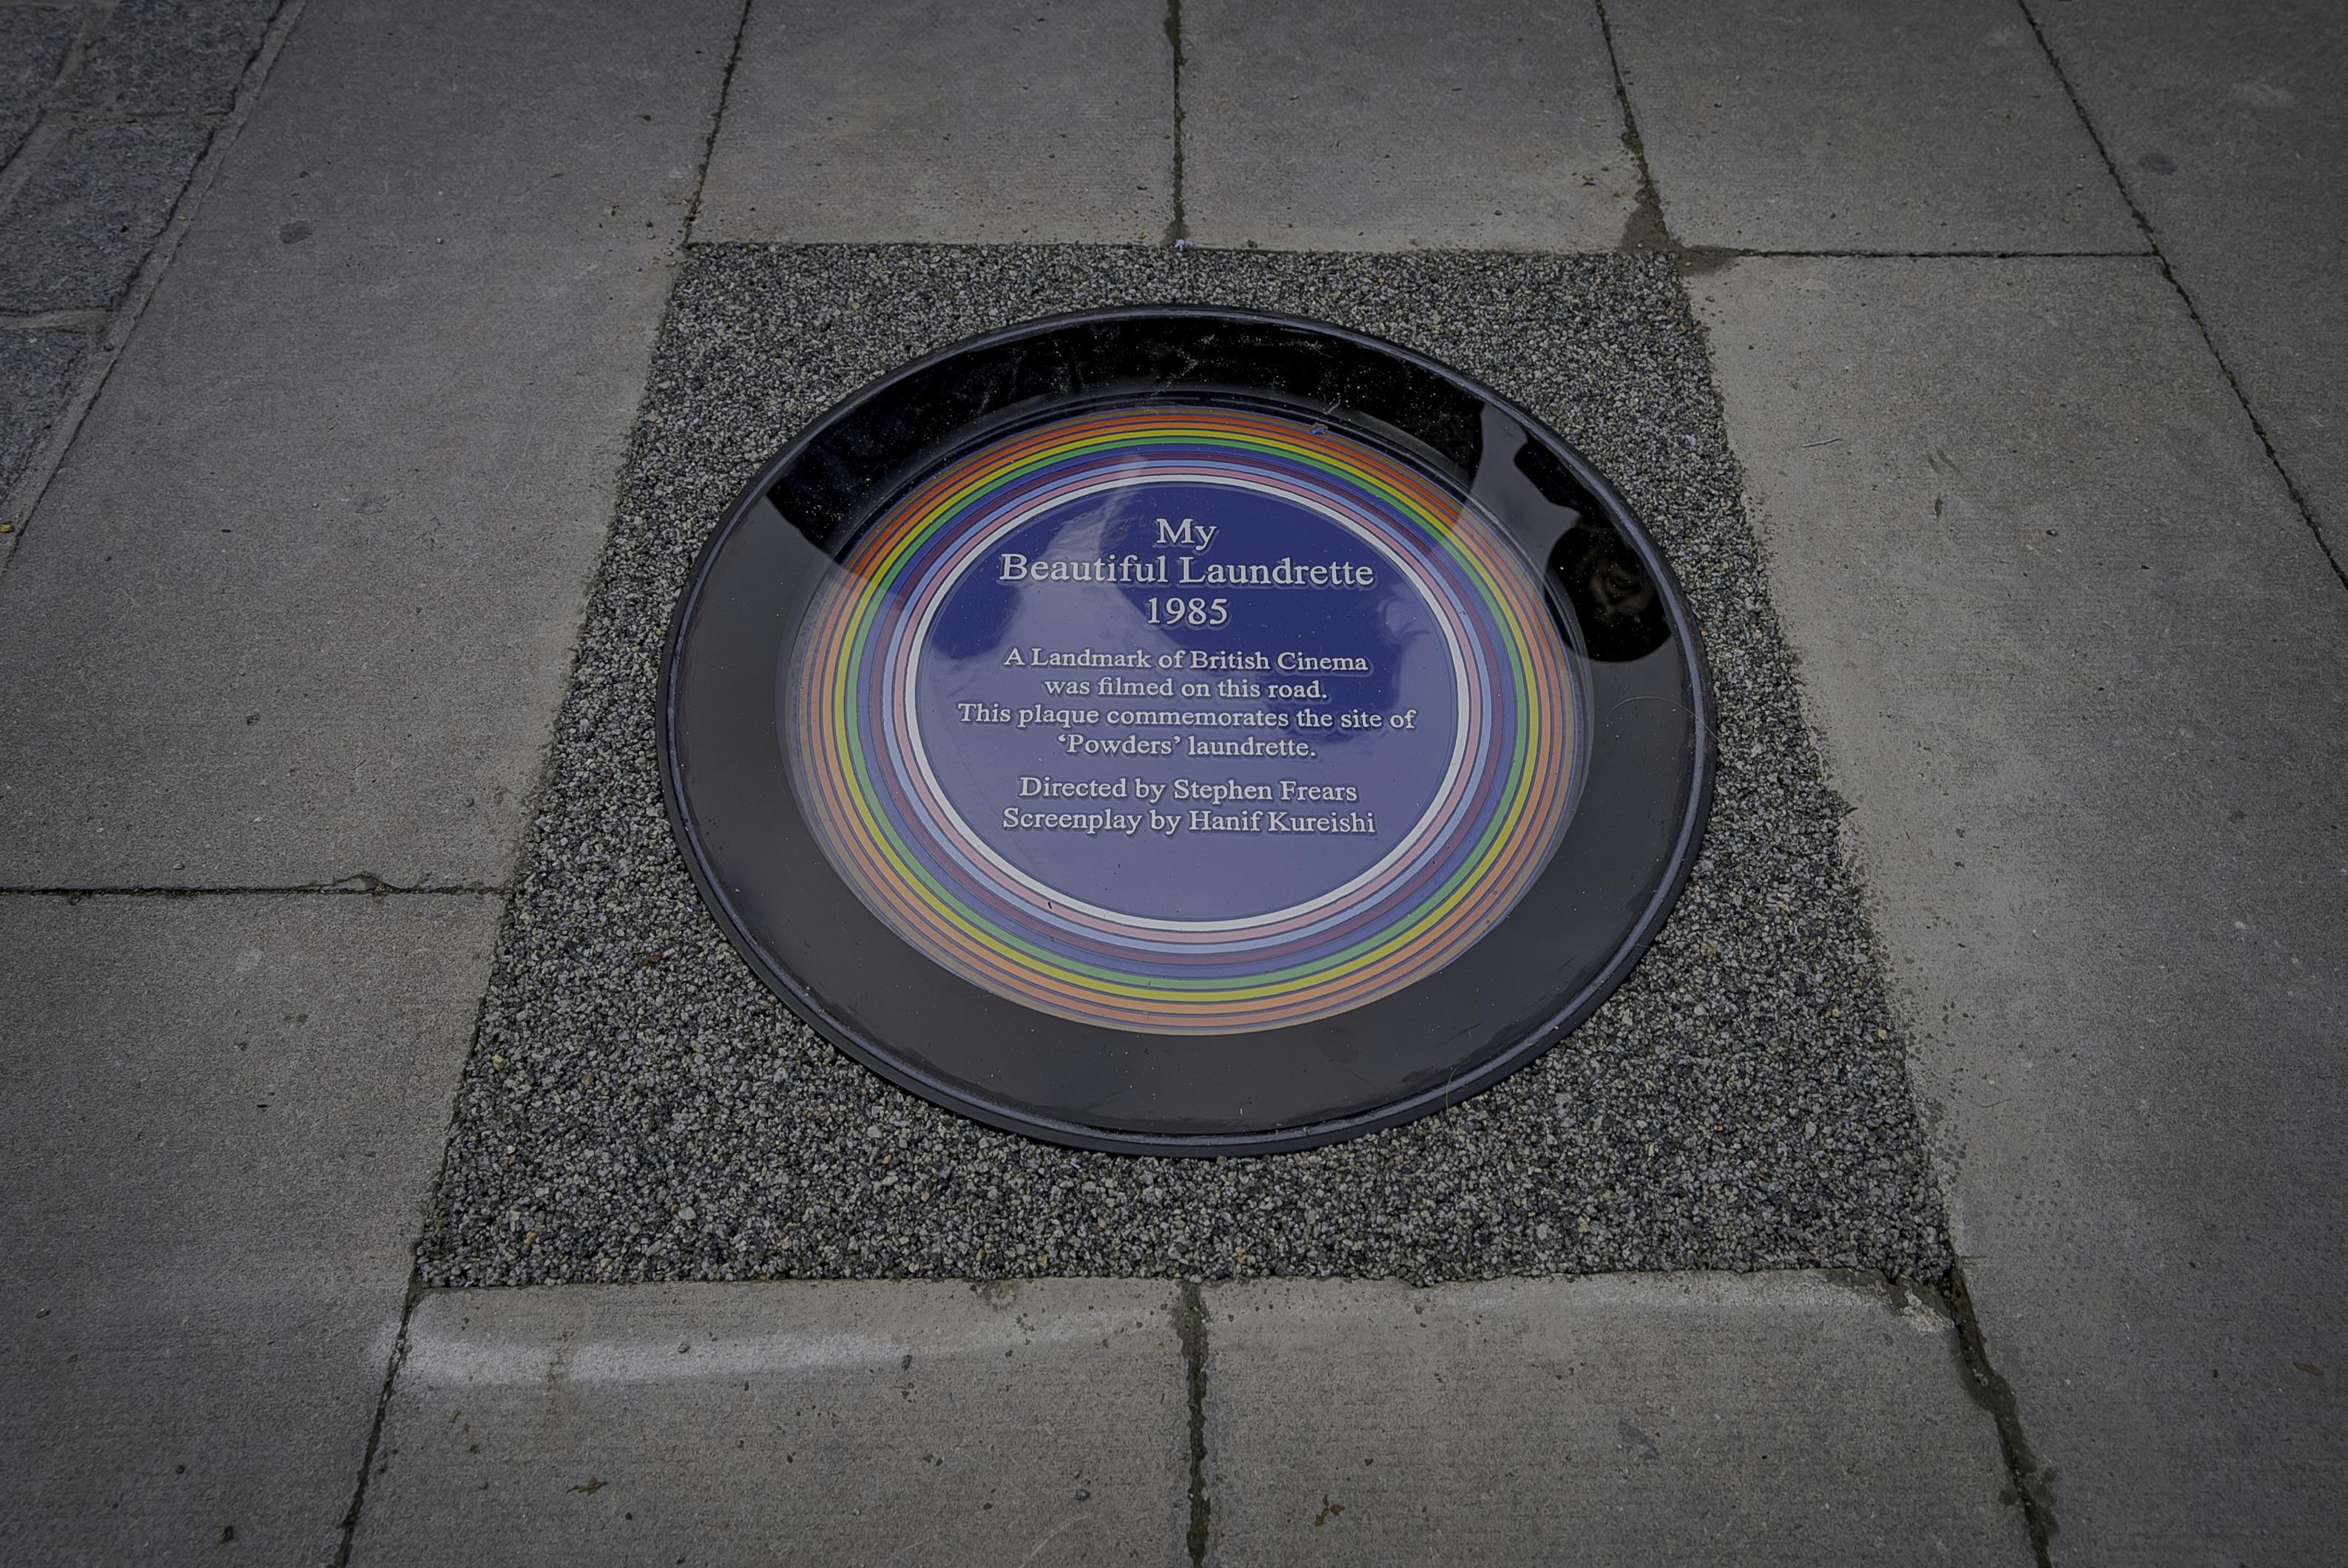 My
Beautiful Laundrette
1985
A Landmark of British Cinema
was filmed on this road.
This plaque commemorates the site of
‘Powders’ laundrette.
Directed by Stephen Frears
Screenplay by Hanif Kureishi